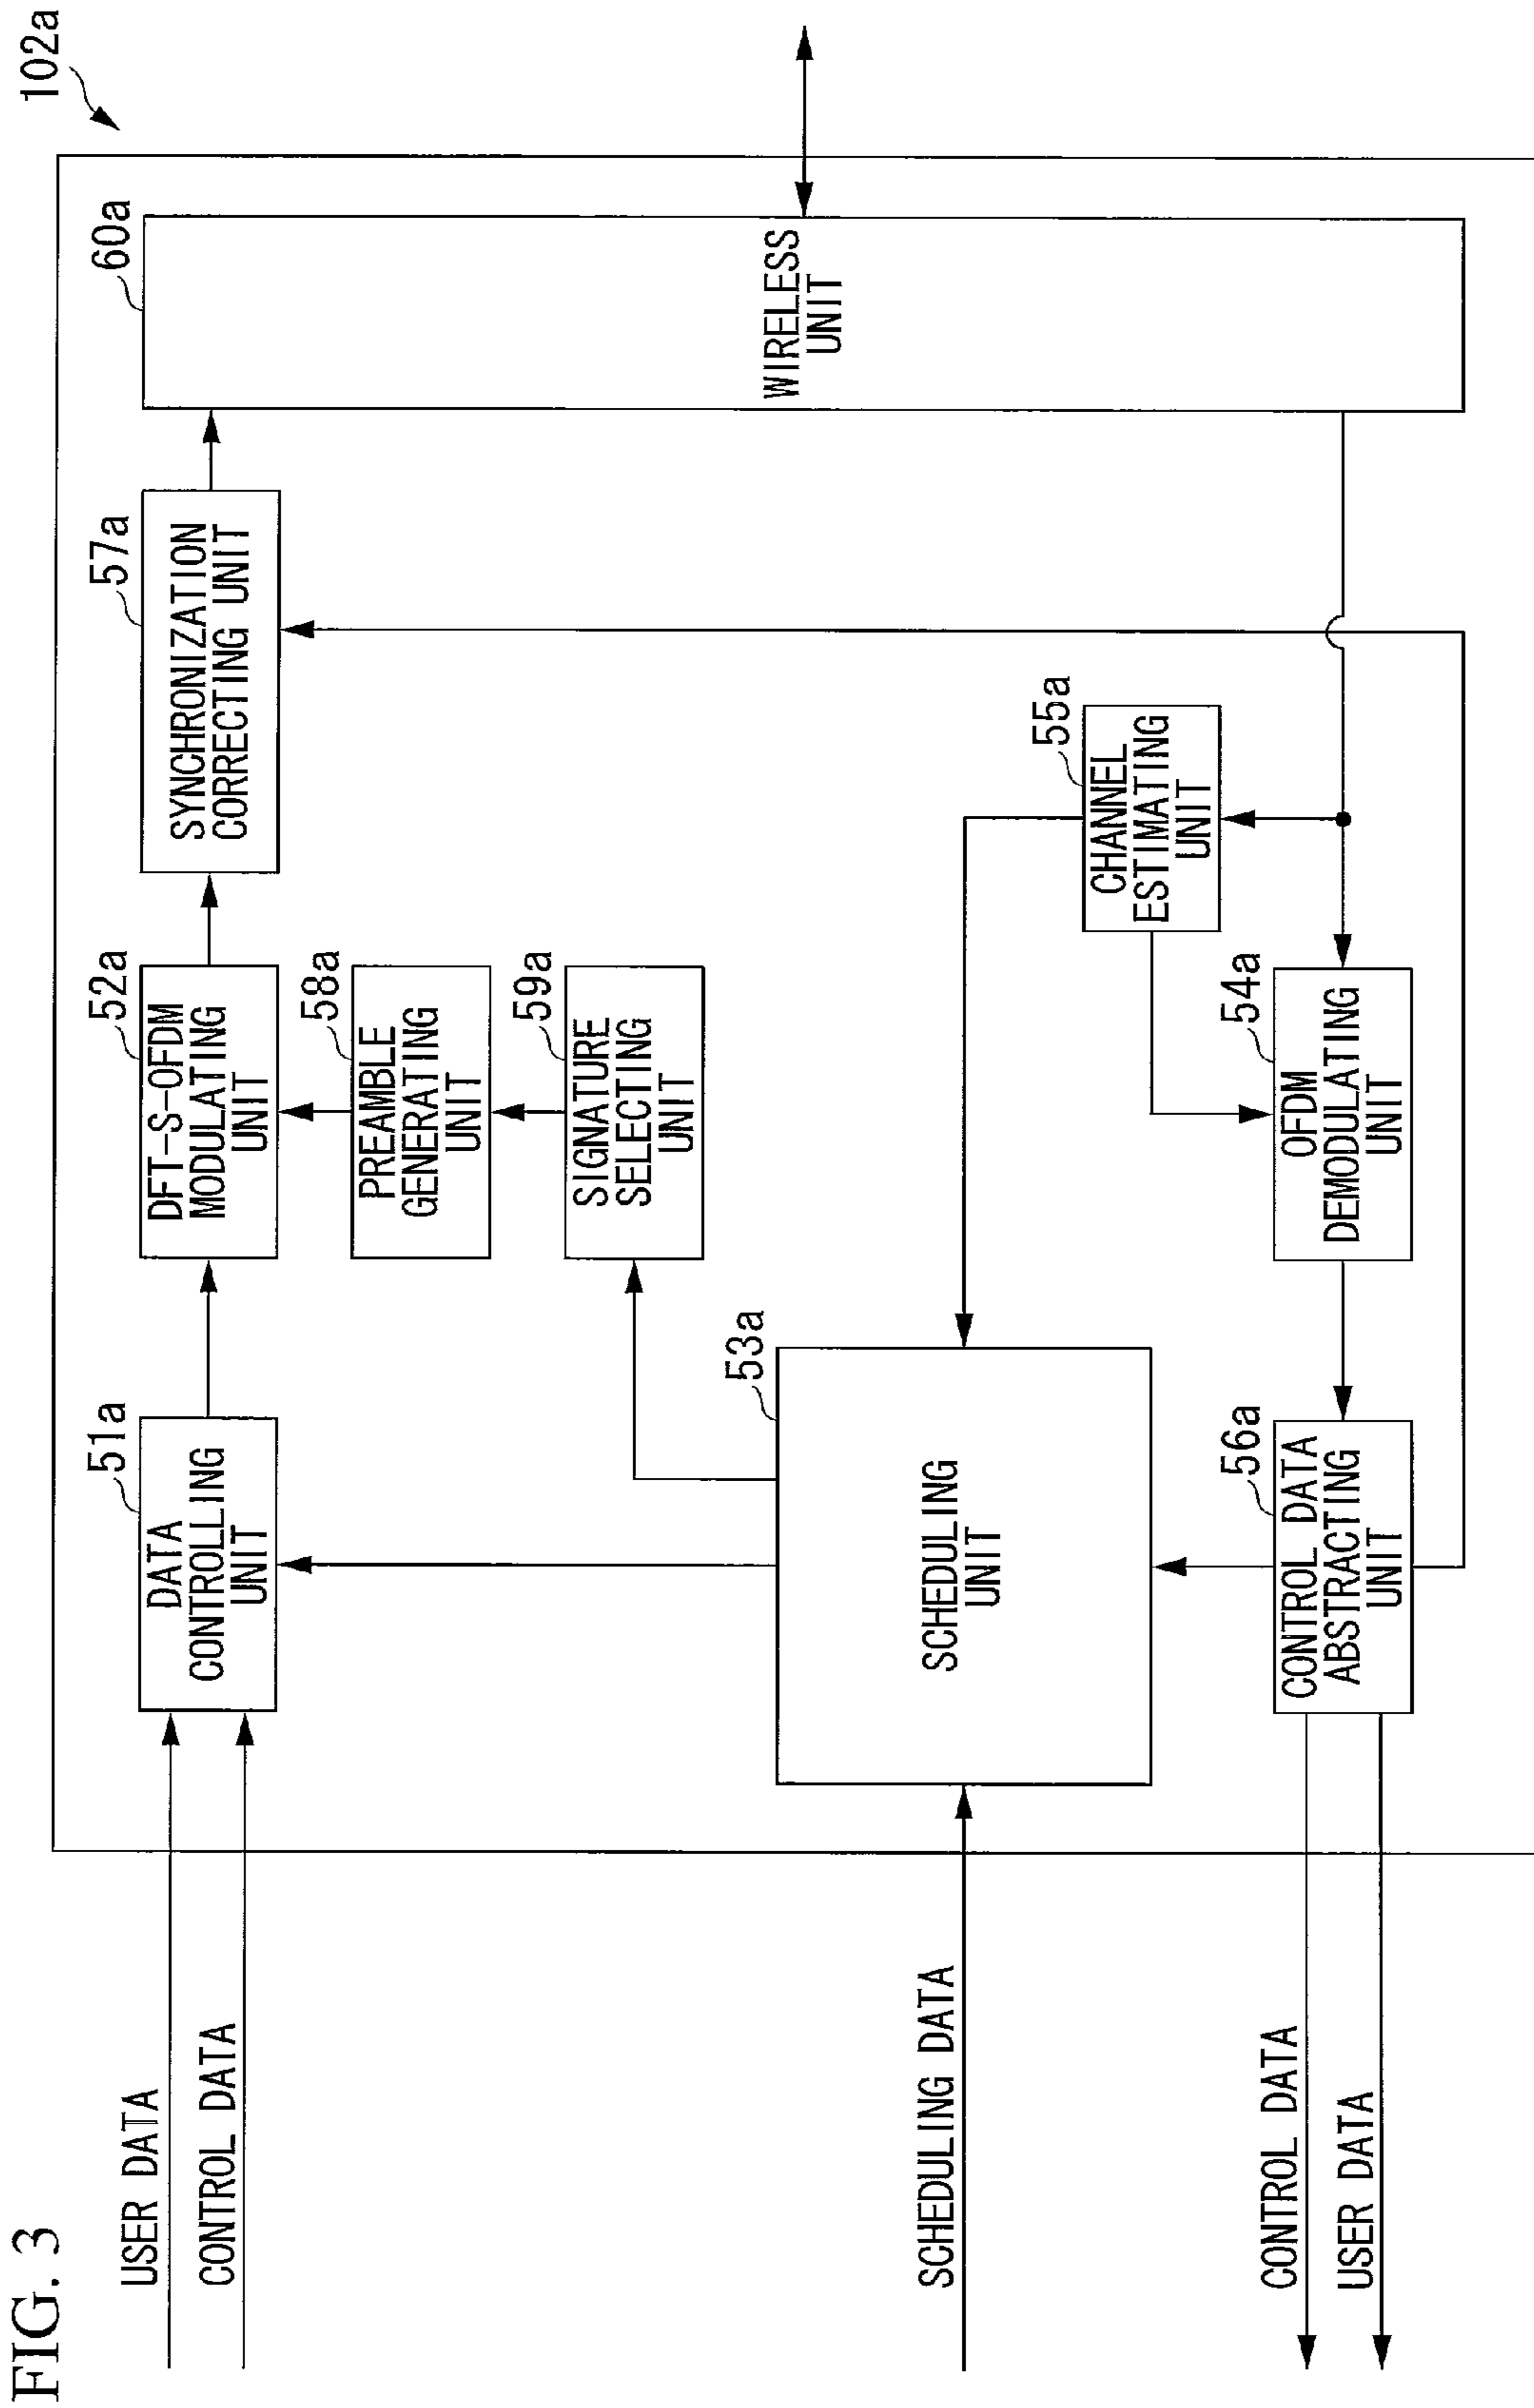 FIG. 3
102a
USER DATA
CONTROL DATA
51a
DATA
CONTROLLING
UNIT
52a
DFT-S-OFDM
MODULATING
UNIT
57a
SYNCHRONIZATION
CORRECTING UNIT
60a
WIRELESS
UNIT
58a
PREAMBLE
GENERATING
UNIT
59a
SIGNATURE
SELECTING
UNIT
SCHEDULING DATA
53a
SCHEDULING
UNIT
55a
CHANNEL
ESTIMATING
UNIT
CONTROL DATA
USER DATA
56a
CONTROL DATA
ABSTRACTING
UNIT
54a
OFDM
DEMODULATING
UNIT